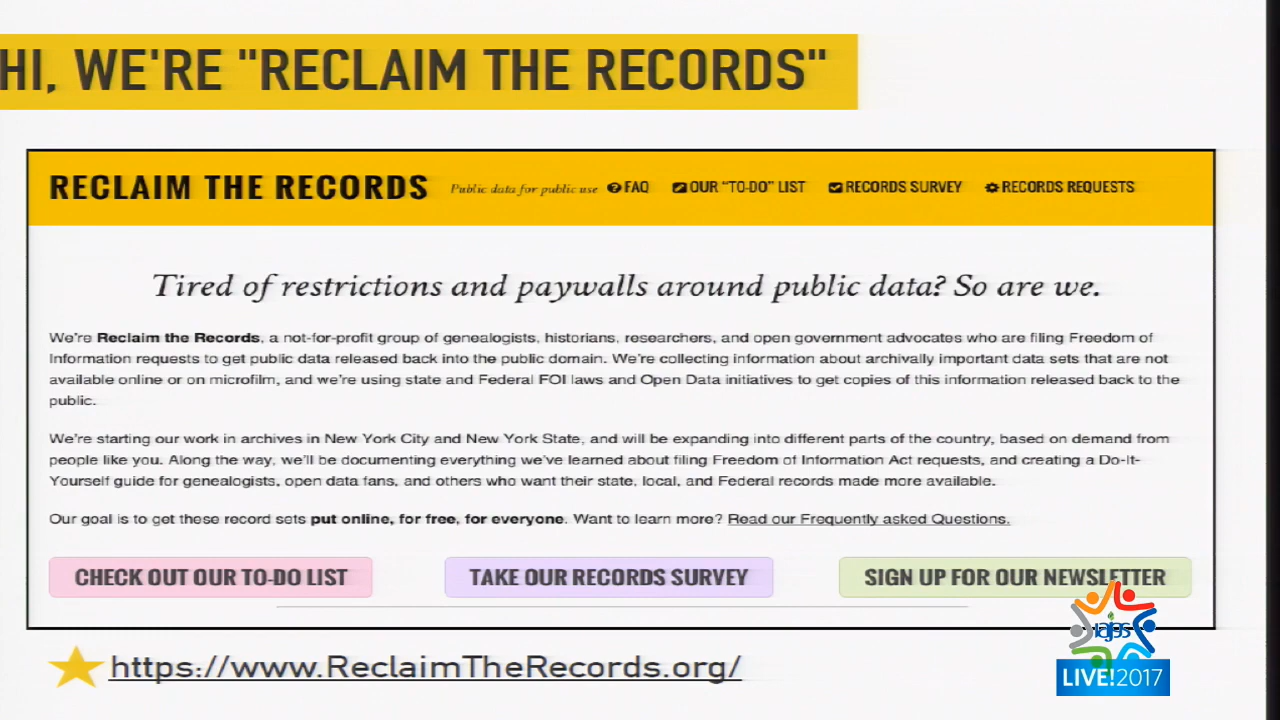 HI, WE'RE "RECLAIM THE RECORDS"
RECLAIM THE RECORDS Public data for public use FAQ OUR “TO-DO” LIST RECORDS SURVEY RECORDS REQUESTS
Tired of restrictions and paywalls around public data? So are we.
We’re Reclaim the Records, a not-for-profit group of genealogists, historians, researchers, and open government advocates who are filing Freedom of
Information requests to get public data released back into the public domain. We’re collecting information about archivally important data sets that are not
available online or on microfilm, and we’re using state and Federal FOI laws and Open Data initiatives to get copies of this information released back to the
public.
We’re starting our work in archives in New York City and New York State, and will be expanding into different parts of the country, based on demand from
people like you. Along the way, we’ll be documenting everything we’ve learned about filing Freedom of Information Act requests, and creating a Do-It-
Yourself guide for genealogists, open data fans, and others who want their state, local, and Federal records made more available.
Our goal is to get these record sets put online, for free, for everyone. Want to learn more? Read our Frequently asked Questions.
CHECK OUT OUR TO-DO LIST TAKE OUR RECORDS SURVEY SIGN UP FOR OUR NEWSLETTER
https://www.ReclaimTheRecords.org/
iajgs
LIVE!2017